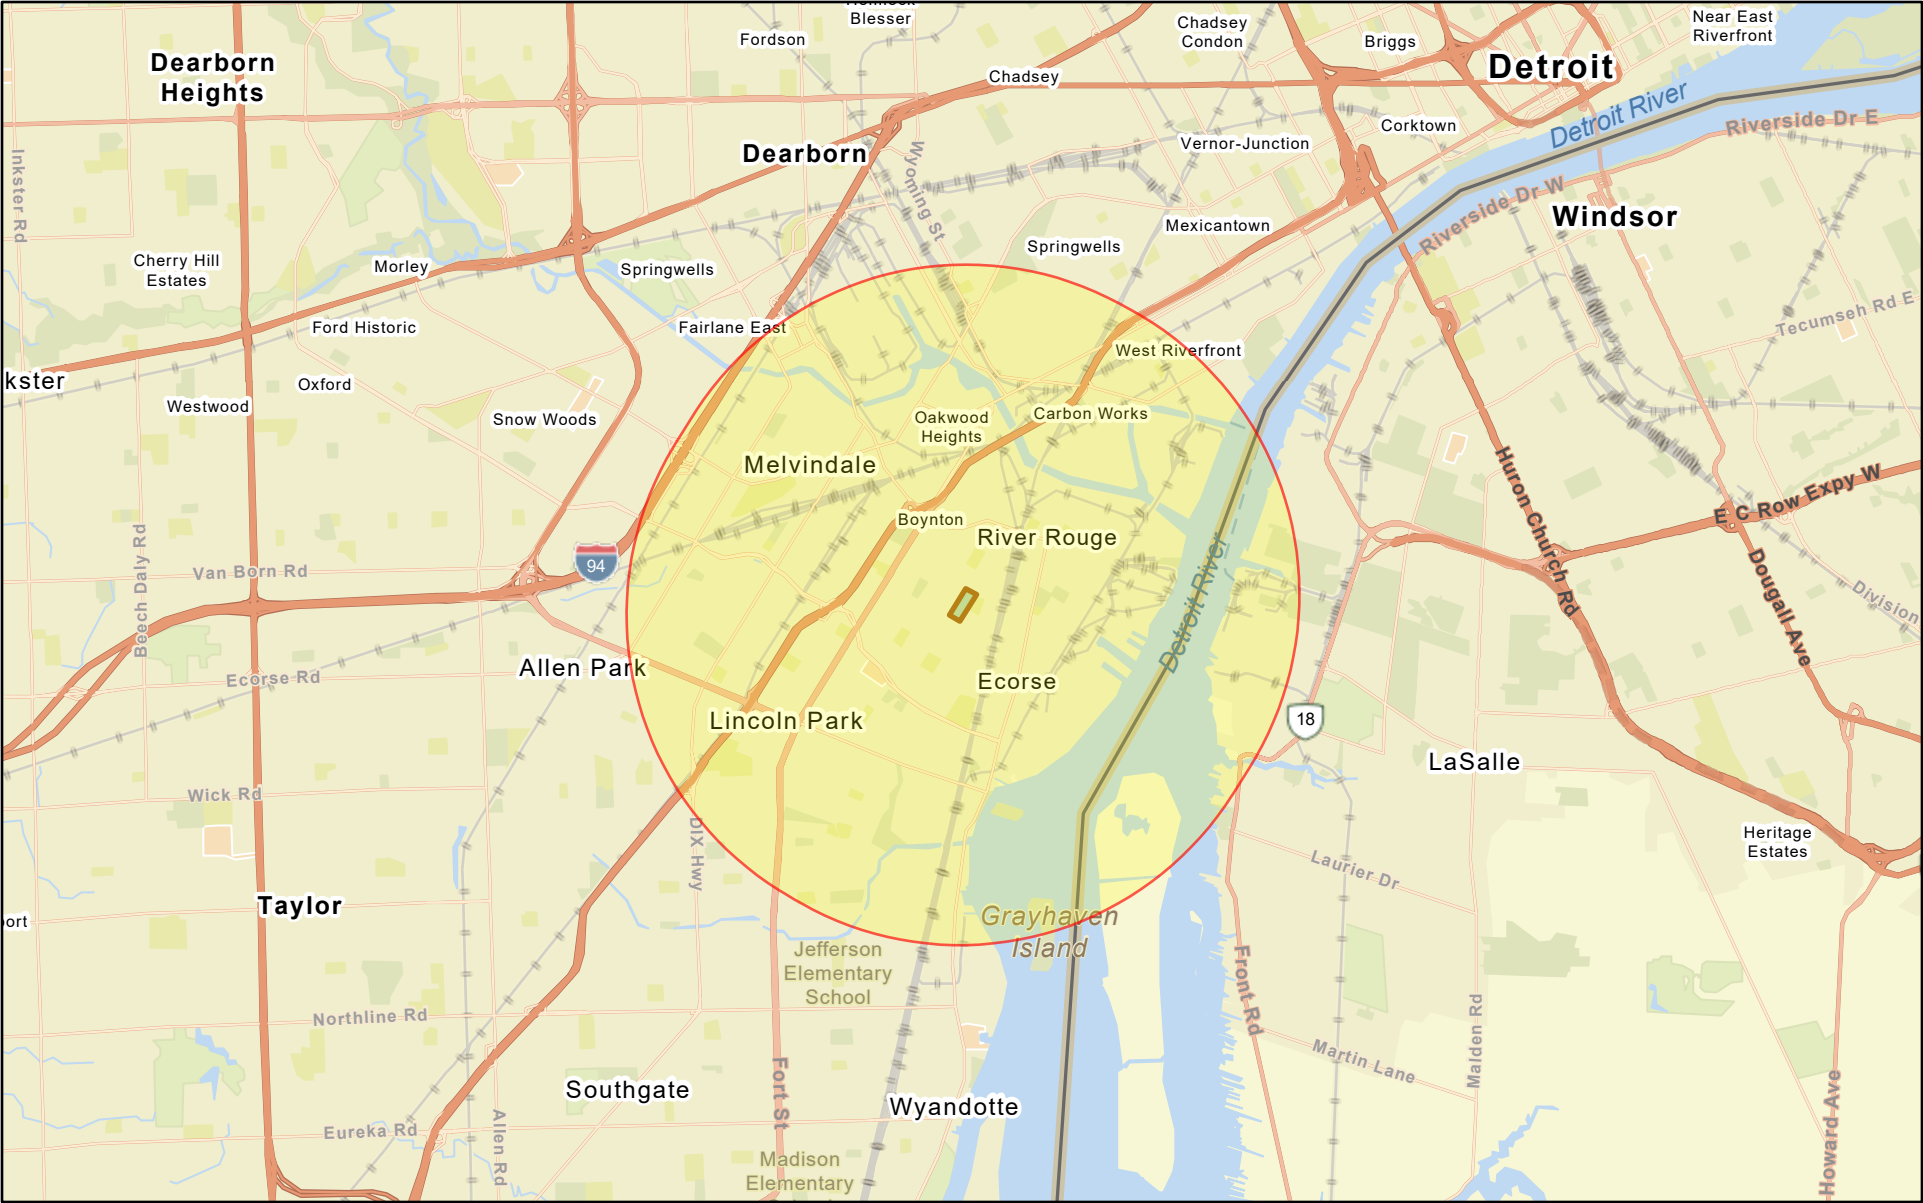 Blesser
Fordson
Chadsey
Condon
Briggs
Near East
Riverfront
Dearborn
Heights
Detroit
Chadsey
Detroit River
Riverside Dr E
Corktown
Vernor-Junction
Dearborn
Wyoming St
Inkster Rd
Riverside Dr W
Windsor
Mexicantown
Springwells
Cherry Hill
Estates
Morley
Springwells
Ford Historic
Fairlane East
West Riverfront
Tecumseh Rd E
kster
Oxford
Westwood
Snow Woods
Oakwood
Heights
Carbon Works
Melvindale
Boynton
River Rouge
Huron Church Rd
E C Row Expy W
Dougall Ave
Division
Beech Daly Rd
Van Born Rd
94
Detroit River
Allen Park
Ecorse Rd
Ecorse
Lincoln Park
18
LaSalle
Wick Rd
DIX Hwy
Heritage
Estates
Laurier Dr
Taylor
ort
Grayhaven
Island
Jefferson
Elementary
School
Front Rd
Northline Rd
Malden Rd
Martin Lane
Fort St
Southgate
Wyandotte
Howard Ave
Eureka Rd
Allen Rd
Madison
Elementary